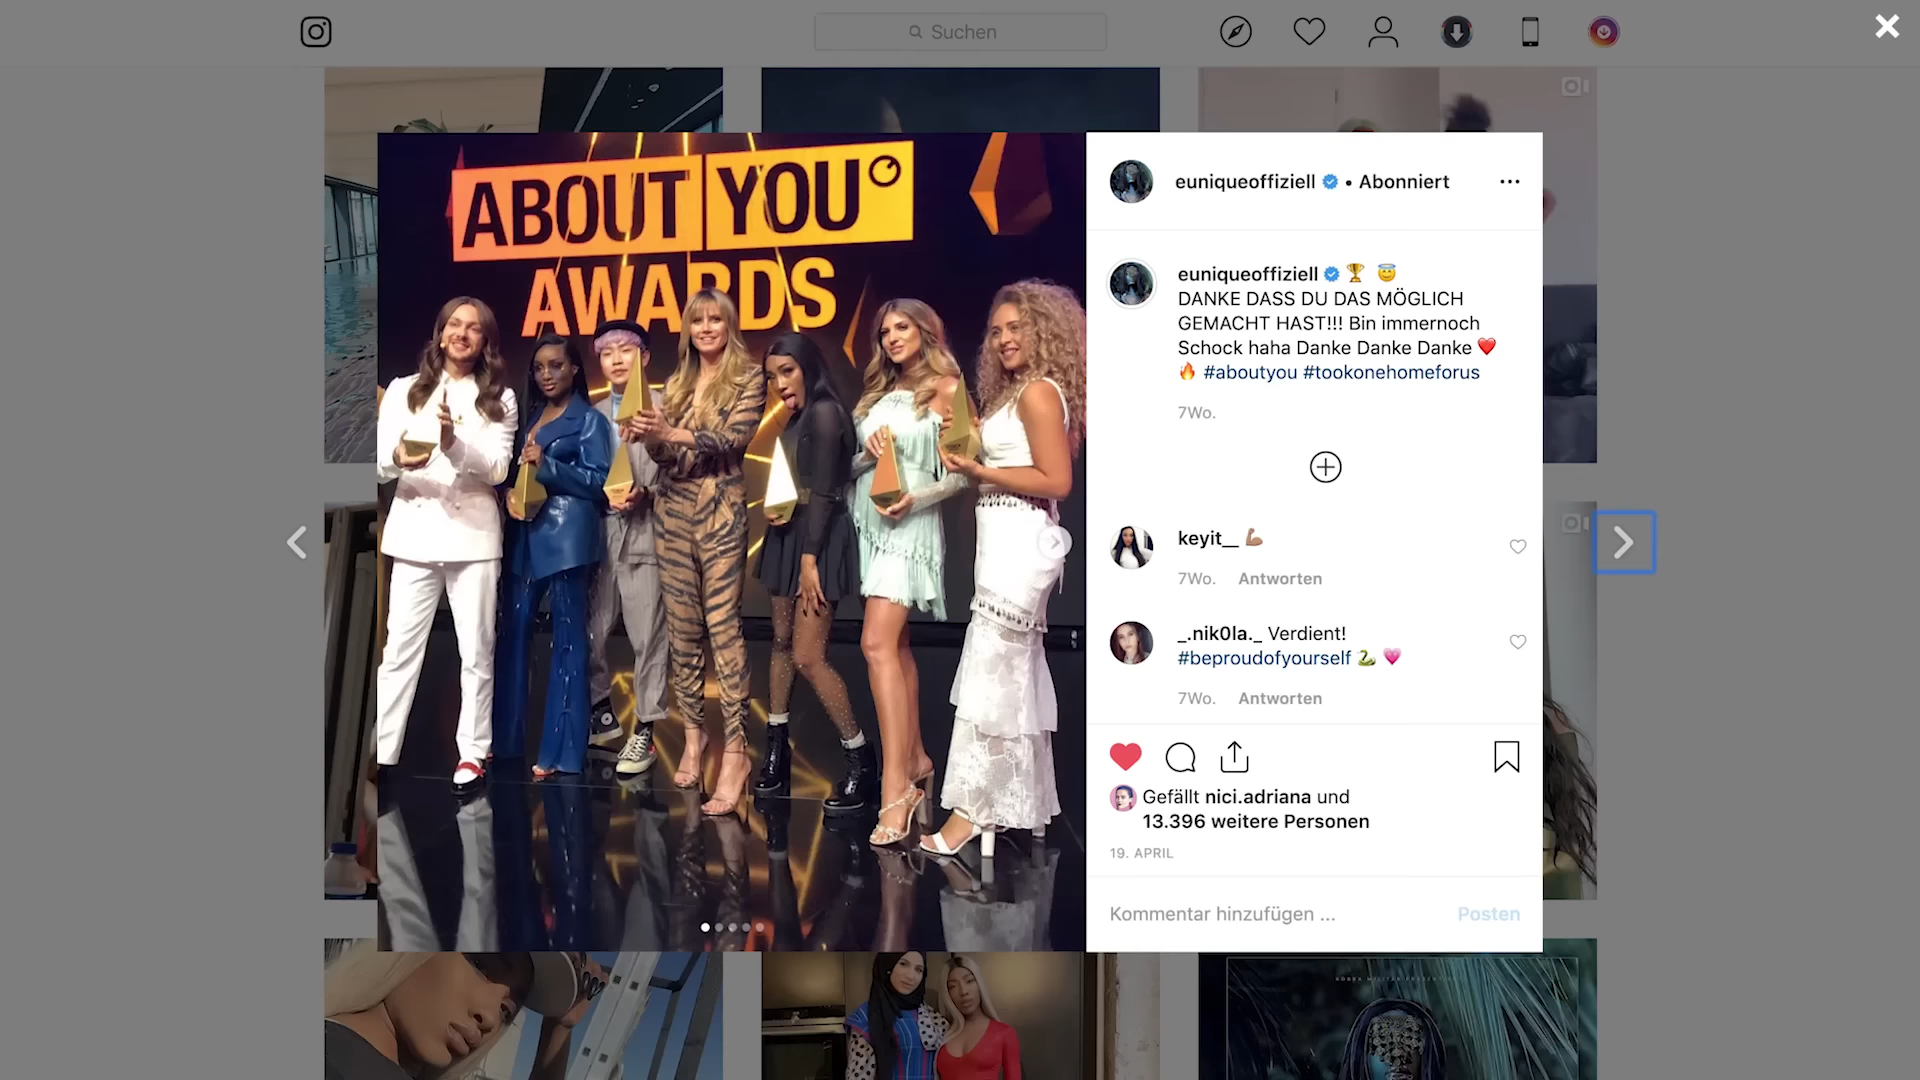 Suchen
ABOUT YOU
AWARDS
euniqueoffiziell • Abonniert
euniqueoffiziell 🏆 😇
DANKE DASS DU DAS MÖGLICH
GEMACHT HAST!!! Bin immernoch
Schock haha Danke Danke Danke ❤️
🔥 #aboutyou #tookonehomeforus
7Wo.
keyit__ 💪🏽
7Wo. Antworten
_.nik0la._ Verdient!
#beproudofyourself 🐍 💗
7Wo. Antworten
Gefällt nici.adriana und
13.396 weitere Personen
19. APRIL
Kommentar hinzufügen ... Posten